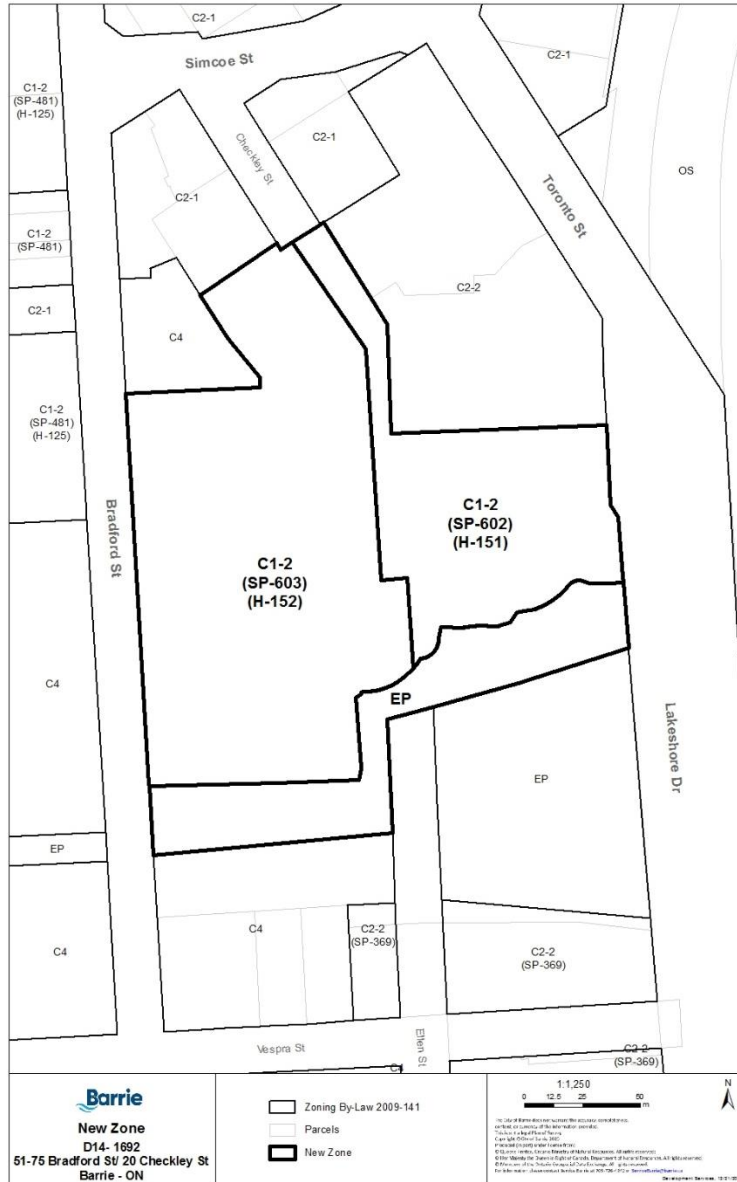 C2-1
Simcoe St
C2-1
C1-2
(SP-481)
(H-125)
Checkley St
C2-1
C2-1
Toronto St
OS
C1-2
(SP-481)
C2-1
C4
C2-2
C1-2
(SP-481)
(H-125)
Bradford St
C1-2
(SP-602)
(H-151)
C1-2
(SP-603)
(H-152)
C4
EP
Lakeshore Dr
EP
EP
C4
C4
C2-2
(SP-369)
C2-2
(SP-369)
Vespra St
Ellen St
C2-2
(SP-369)
Barrie
New Zone
D14- 1692
51-75 Bradford St/ 20 Checkley St
Barrie - ON
Zoning By-Law 2009-141
Parcels
New Zone
1:1,250
0 12.5 25 50
m
N